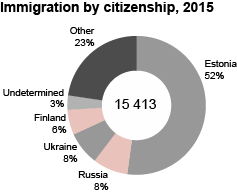 Immigration by citizenship, 2015
Other
23%
Estonia
52%
Undetermined
3%
15 413
Finland
6%
Ukraine
8%
Russia
8%